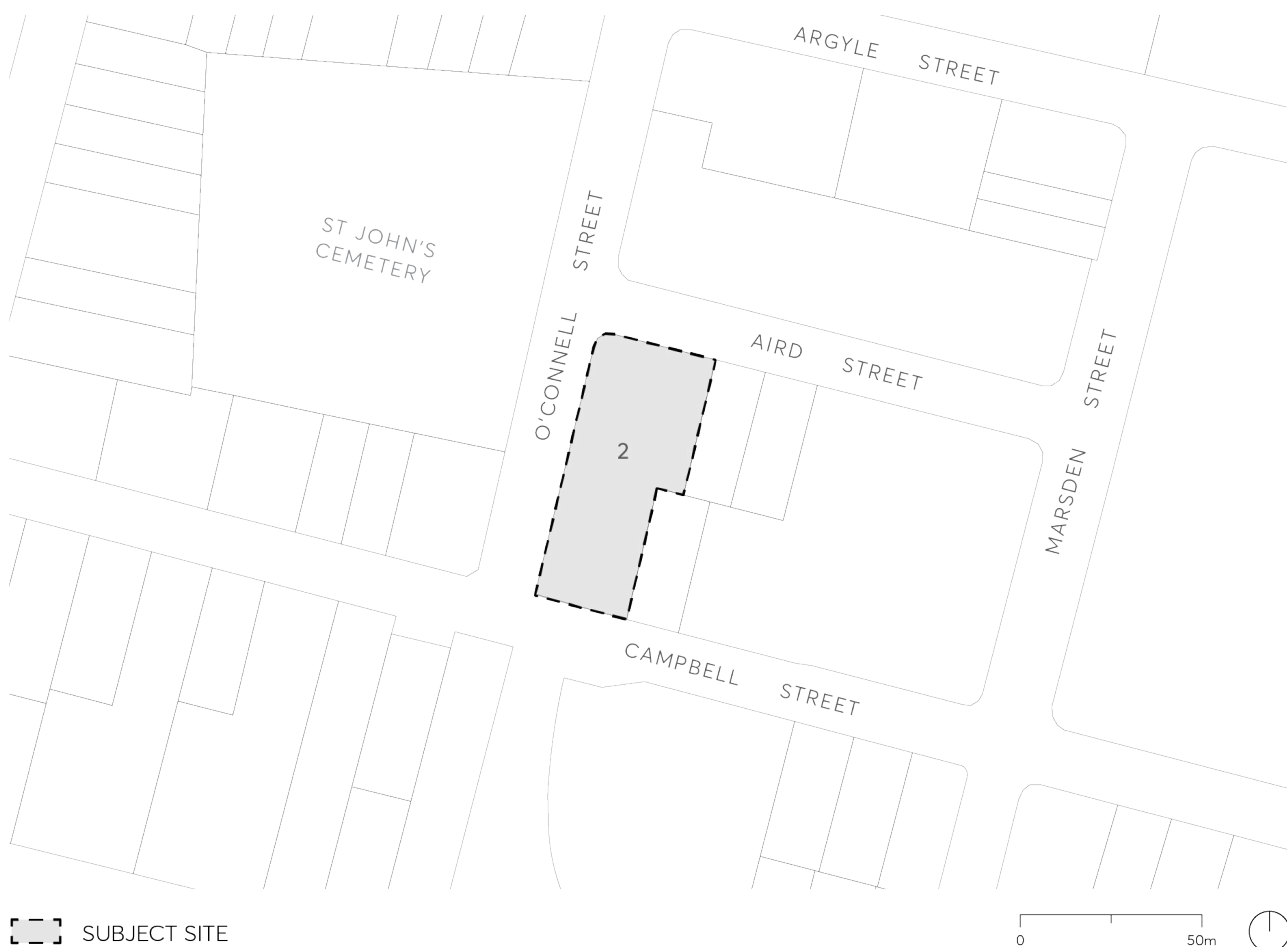 ARGYLE STREET
ST JOHN'S
CEMETERY
O'CONNELL STREET
AIRD STREET
2
MARSDEN STREET
CAMPBELL STREET
SUBJECT SITE
0 50m